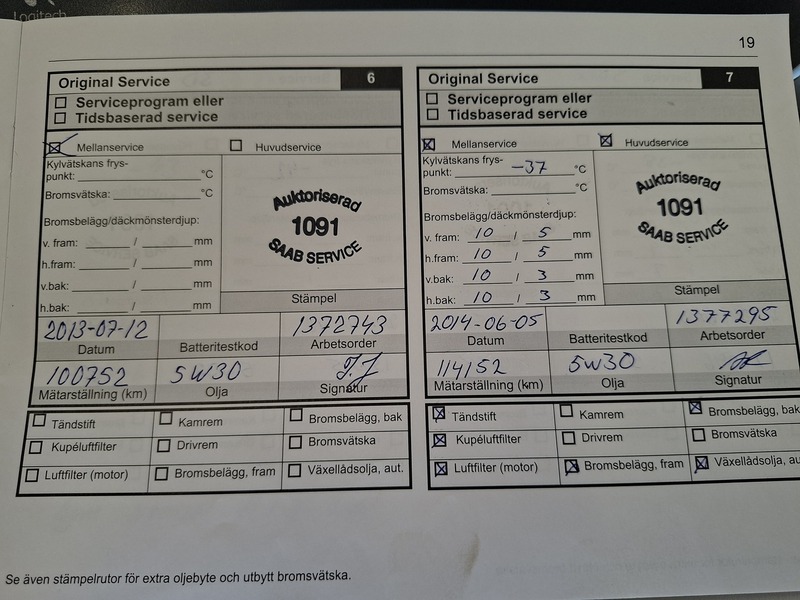 Logitech
19
Original Service 6
Serviceprogram eller
Tidsbaserad service
Mellanservice Huvudservice
Kylvätskans frys-
punkt: °C
Bromsvätska: °C
Bromsbelägg/däckmönsterdjup:
v. fram: / mm
h.fram: / mm
v.bak: / mm
h.bak: / mm
Auktoriserad
1091
SAAB SERVICE
Stämpel
2013-07-12 1372743
Datum Batteritestkod Arbetsorder
100752 5W30 J.J
Mätarställning (km) Olja Signatur
Tändstift Kamrem Bromsbelägg, bak
Kupéluftfilter Drivrem Bromsvätska
Luftfilter (motor) Bromsbelägg, fram Växellådsolja, aut.
Original Service 7
Serviceprogram eller
Tidsbaserad service
Mellanservice Huvudservice
Kylvätskans frys-
punkt: -37 °C
Bromsvätska: °C
Bromsbelägg/däckmönsterdjup:
v. fram: 10 / 5 mm
h.fram: 10 / 5 mm
v.bak: 10 / 3 mm
h.bak: 10 / 3 mm
Auktoriserad
1091
SAAB SERVICE
Stämpel
2014-06-05 1377295
Datum Batteritestkod Arbetsorder
114152 5W30
Mätarställning (km) Olja Signatur
Tändstift Kamrem Bromsbelägg, bak
Kupéluftfilter Drivrem Bromsvätska
Luftfilter (motor) Bromsbelägg, fram Växellådsolja, au
Se även stämpelrutor för extra oljebyte och utbytt bromsvätska.